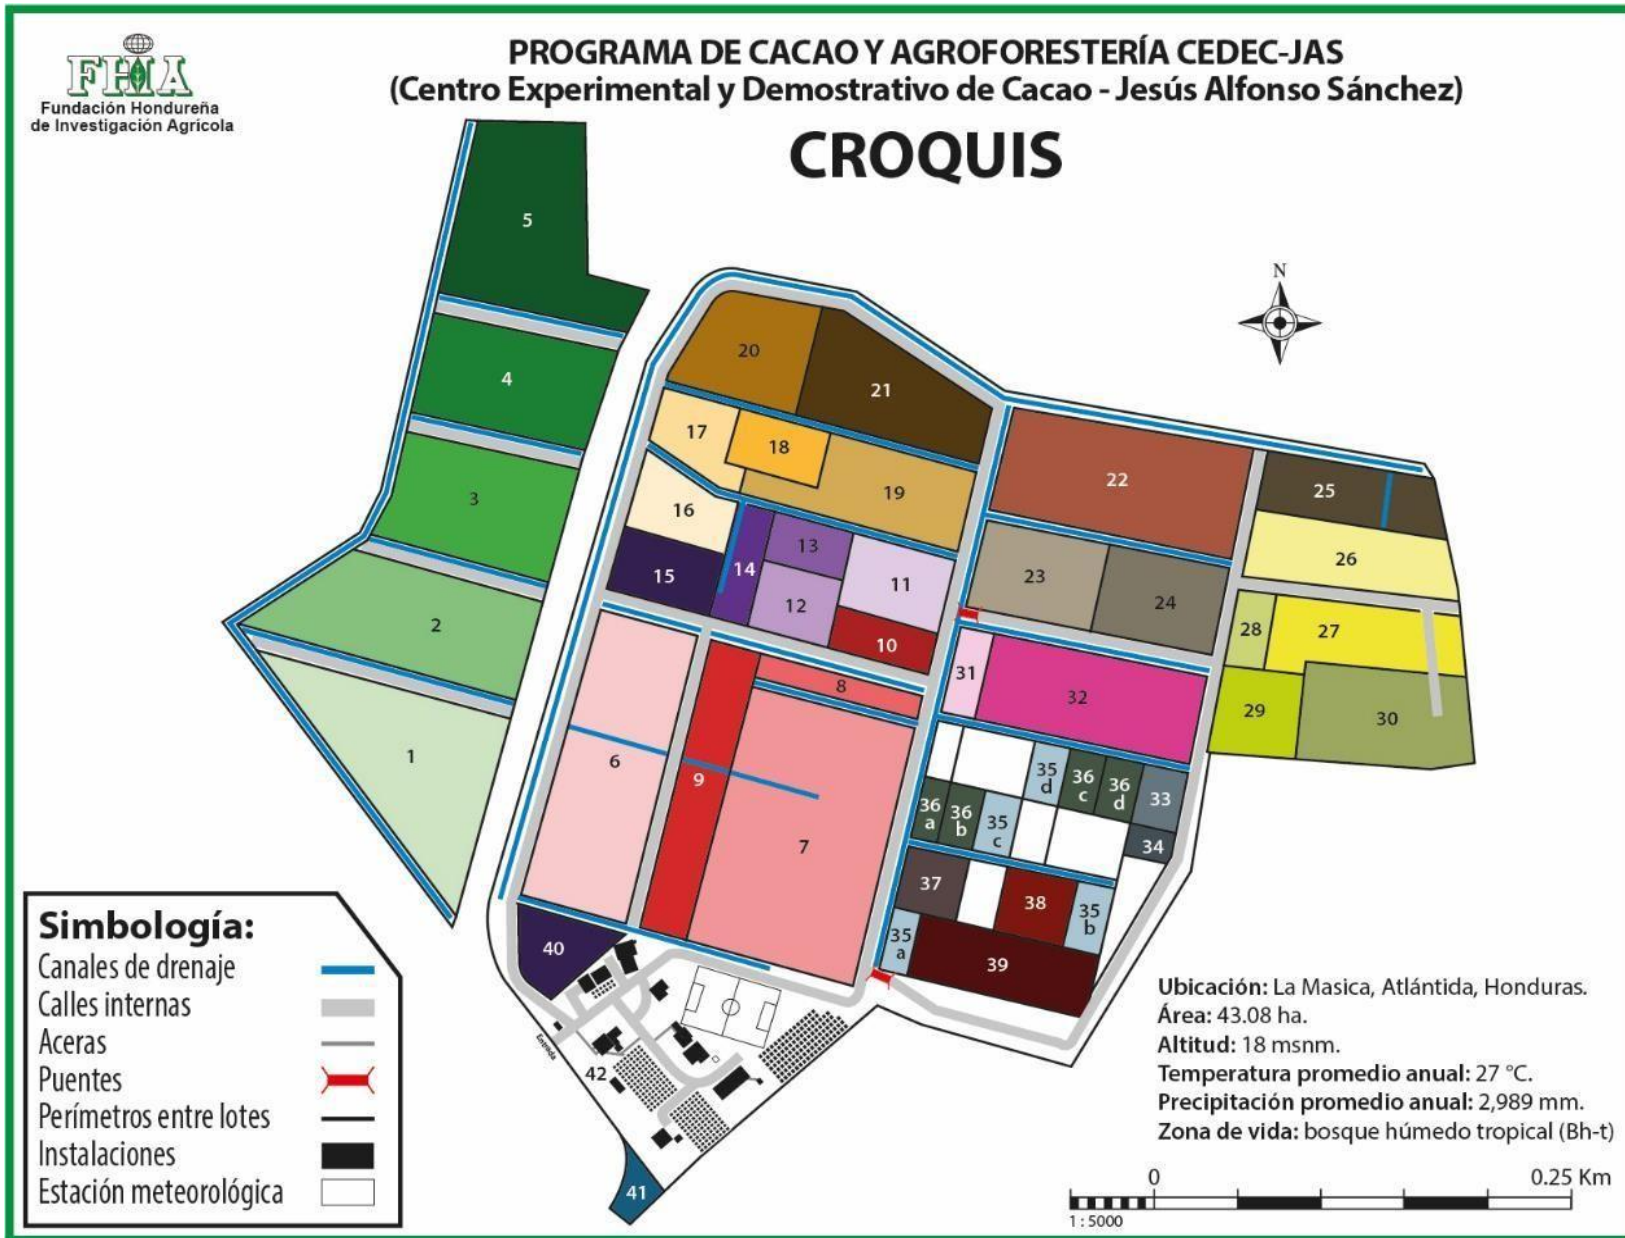 FHIA
Fundación Hondureña
de Investigación Agrícola
PROGRAMA DE CACAO Y AGROFORESTERÍA CEDEC-JAS
(Centro Experimental y Demostrativo de Cacao - Jesús Alfonso Sánchez)
CROQUIS
N
5
4
3
2
1
20
21
17
18
19
16
15
14
13
12
11
10
22
23
24
25
26
28
27
29
30
31
32
6
9
8
7
35
d
36
c
36
d
33
36
a
36
b
35
c
34
37
38
35
b
35
a
39
40
Entrada
42
41
Simbología:
Canales de drenaje
Calles internas
Aceras
Puentes
Perímetros entre lotes
Instalaciones
Estación meteorológica
Ubicación: La Masica, Atlántida, Honduras.
Área: 43.08 ha.
Altitud: 18 msnm.
Temperatura promedio anual: 27 °C.
Precipitación promedio anual: 2,989 mm.
Zona de vida: bosque húmedo tropical (Bh-t)
0 0.25 Km
1 : 5000